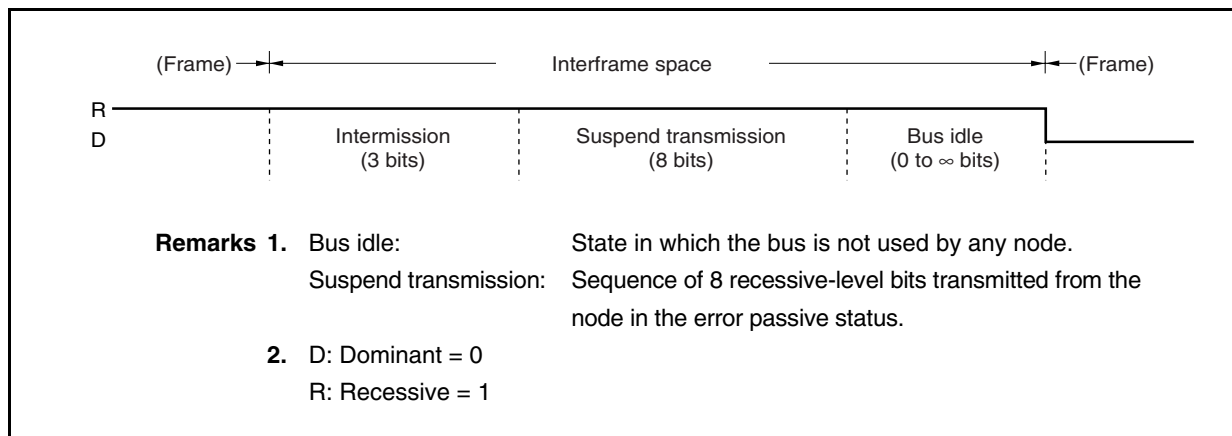 (Frame) Interframe space (Frame)
R
D
Intermission
(3 bits)
Suspend transmission
(8 bits)
Bus idle
(0 to ∞ bits)
Remarks 1. Bus idle: State in which the bus is not used by any node.
Suspend transmission: Sequence of 8 recessive-level bits transmitted from the
node in the error passive status.
2. D: Dominant = 0
R: Recessive = 1